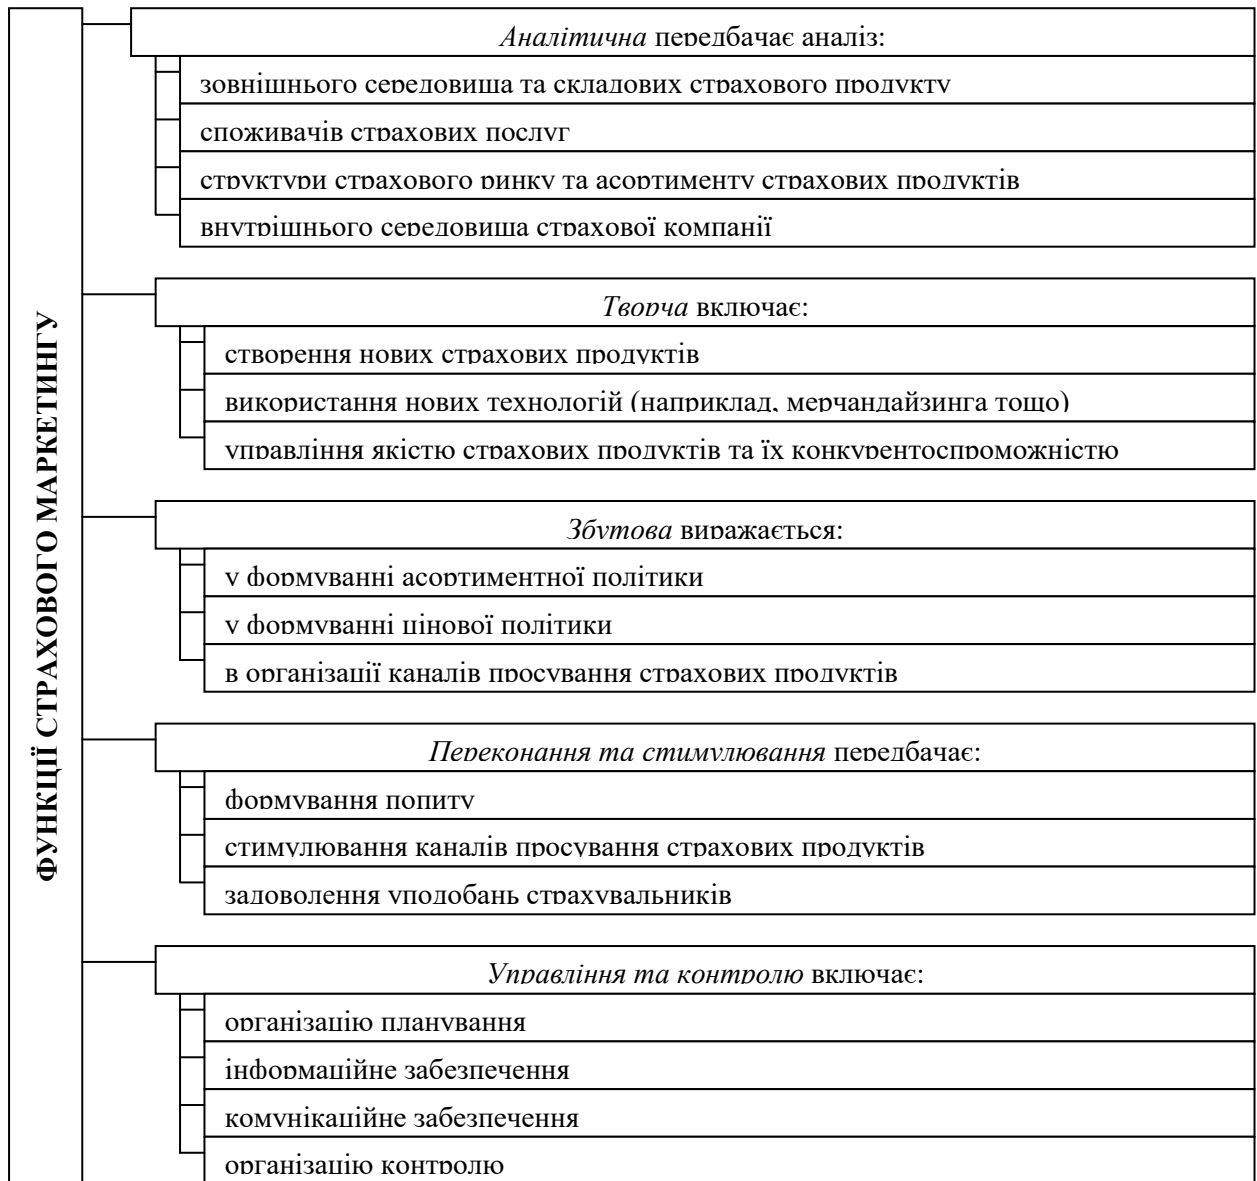 ФУНКЦІЇ СТРАХОВОГО МАРКЕТИНГУ
Аналітична передбачає аналіз:
зовнішнього середовища та складових страхового продукту
споживачів страхових послуг
структури страхового ринку та асортименту страхових продуктів
внутрішнього середовища страхової компанії
Творча включає:
створення нових страхових продуктів
використання нових технологій (наприклад, мерчандайзинга тощо)
управління якістю страхових продуктів та їх конкурентоспроможністю
Збутова виражається:
у формуванні асортиментної політики
у формуванні цінової політики
в організації каналів просування страхових продуктів
Переконання та стимулювання передбачає:
формування попиту
стимулювання каналів просування страхових продуктів
задоволення уподобань страхувальників
Управління та контролю включає:
організацію планування
інформаційне забезпечення
комунікаційне забезпечення
організацію контролю